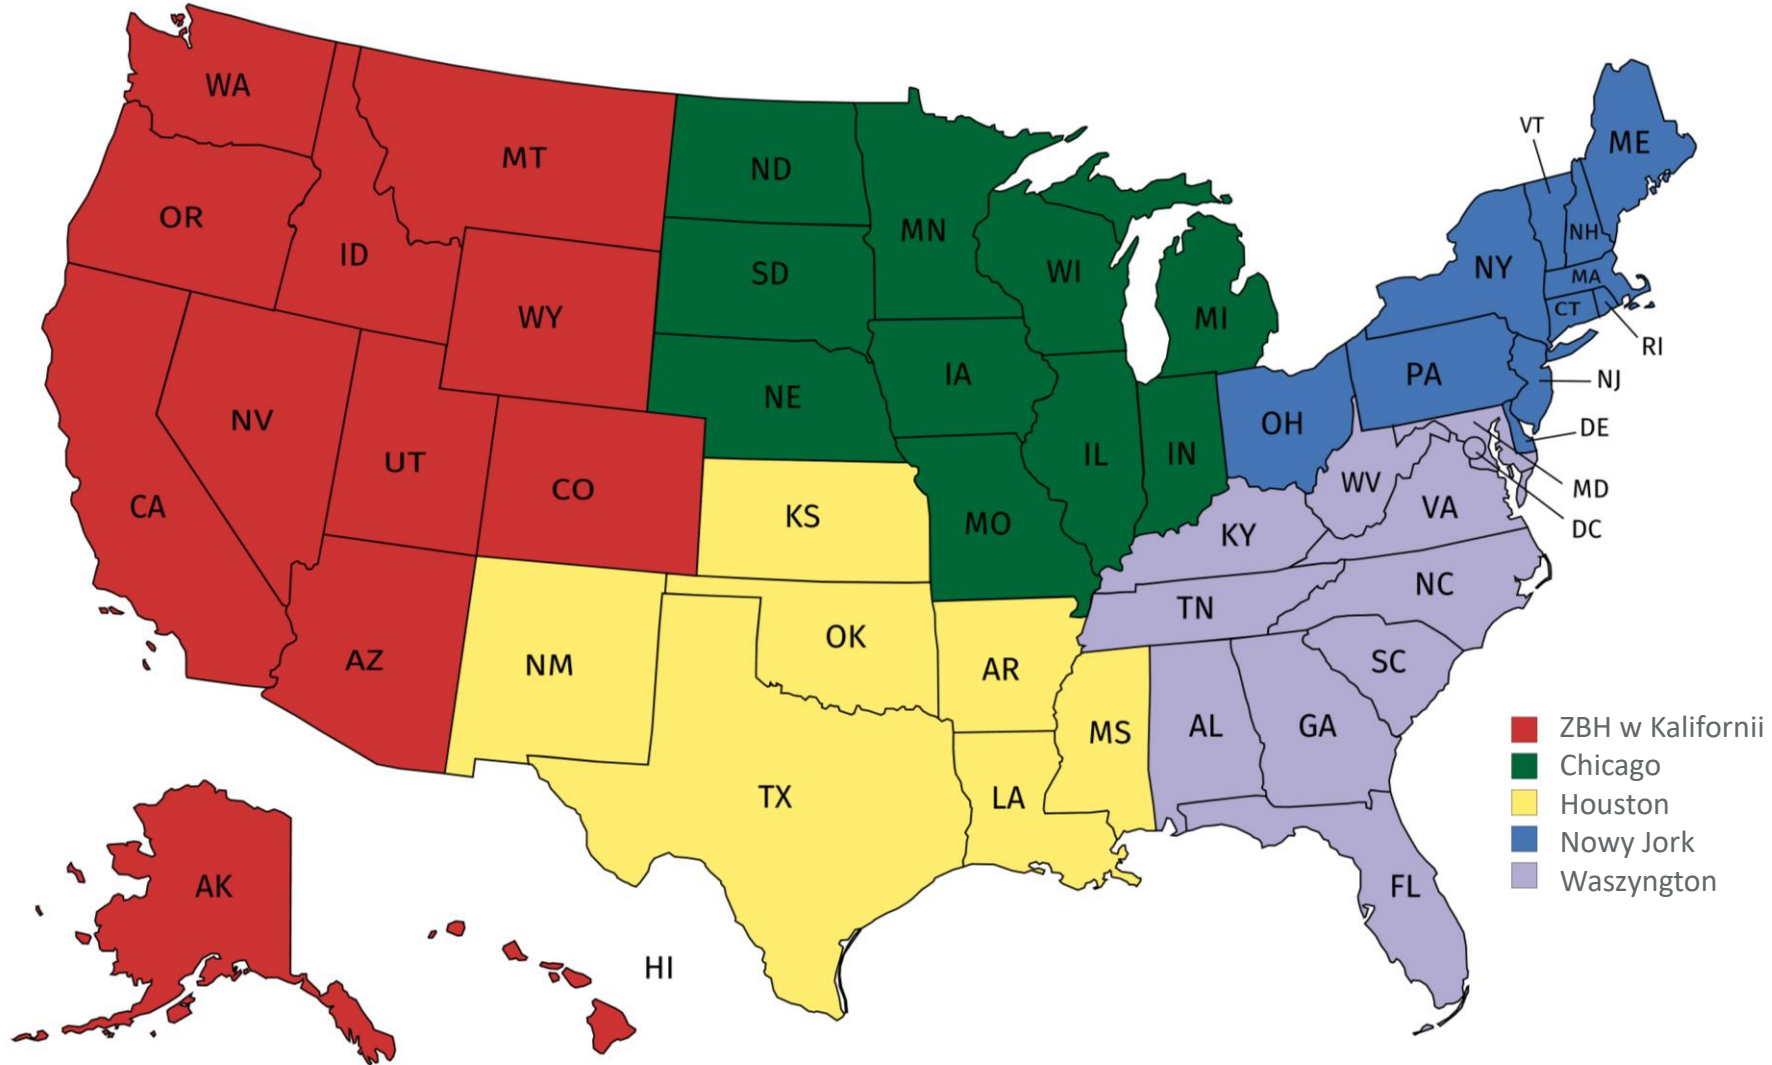 WA
MT
ND
VT
ME
OR
ID
MN
NH
SD
WI
NY
MA
WY
MI
CT
RI
NV
NE
IA
PA
NJ
UT
OH
DE
CO
IL
IN
WV
MD
CA
KS
MO
KY
VA
DC
AZ
NM
OK
AR
TN
NC
SC
TX
LA
MS
AL
GA
ZBH w Kalifornii
Chicago
Houston
Nowy Jork
Waszyngton
AK
FL
HI